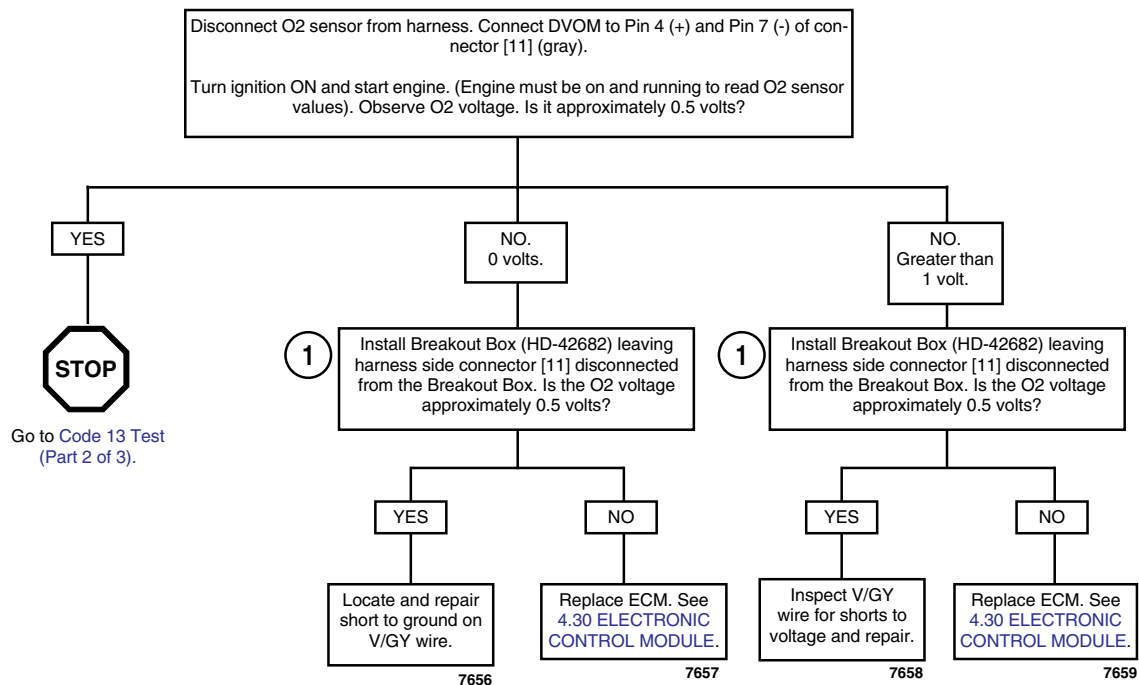 Disconnect O2 sensor from harness. Connect DVOM to Pin 4 (+) and Pin 7 (-) of con-
nector [11] (gray).
Turn ignition ON and start engine. (Engine must be on and running to read O2 sensor
values). Observe O2 voltage. Is it approximately 0.5 volts?
YES
STOP
Go to Code 13 Test
(Part 2 of 3).
NO.
0 volts.
NO.
Greater than
1 volt.
1
Install Breakout Box (HD-42682) leaving
harness side connector [11] disconnected
from the Breakout Box. Is the O2 voltage
approximately 0.5 volts?
1
Install Breakout Box (HD-42682) leaving
harness side connector [11] disconnected
from the Breakout Box. Is the O2 voltage
approximately 0.5 volts?
YES
NO
YES
NO
Locate and repair
short to ground on
V/GY wire.
7656
Replace ECM. See
4.30 ELECTRONIC
CONTROL MODULE.
7657
Inspect V/GY
wire for shorts to
voltage and repair.
7658
Replace ECM. See
4.30 ELECTRONIC
CONTROL MODULE.
7659